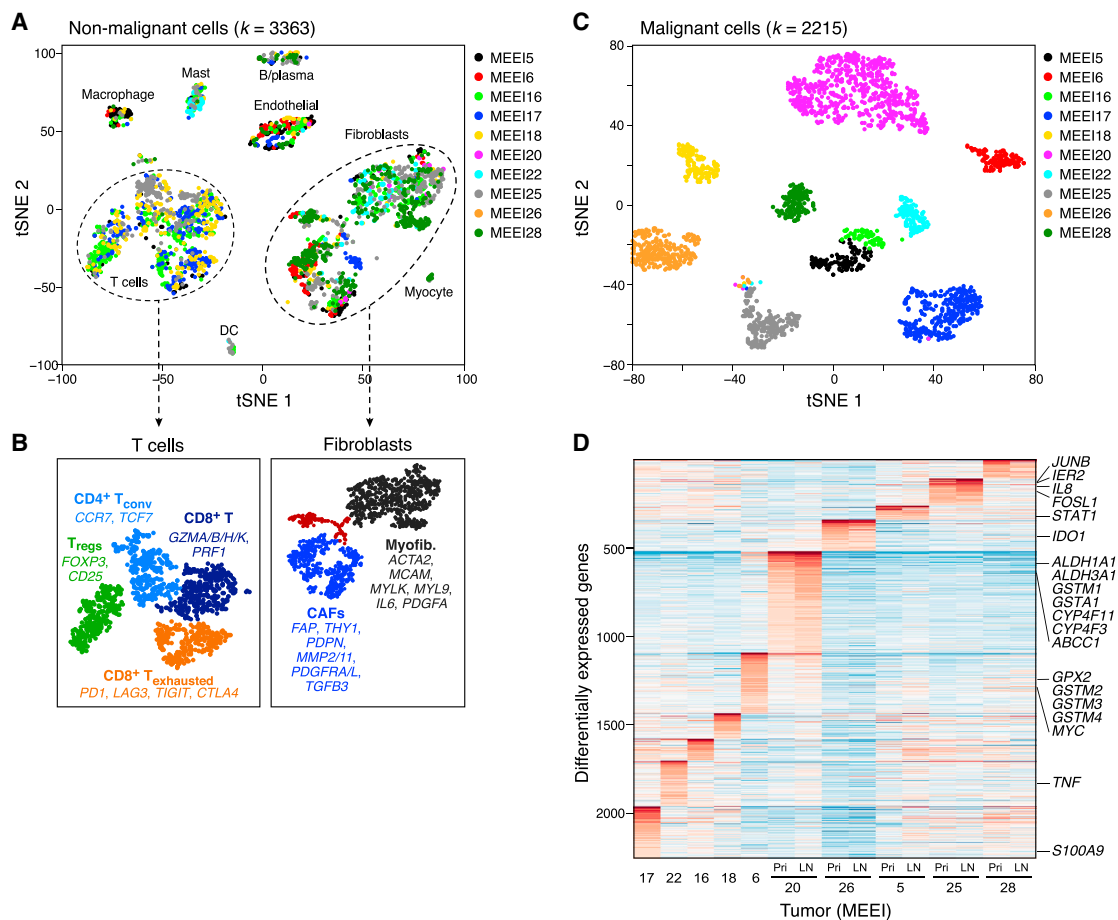 A
Non-malignant cells (k = 3363)
100
50
0
−50
−100
tSNE 2
−100
−50
0
50
100
tSNE 1
Macrophage
Mast
B/plasma
Endothelial
Fibroblasts
T cells
DC
Myocyte
MEEI5
MEEI6
MEEI16
MEEI17
MEEI18
MEEI20
MEEI22
MEEI25
MEEI26
MEEI28
B
T cells
CD4+ Tconv
CCR7, TCF7
CD8+ T
GZMA/B/H/K,
PRF1
Tregs
FOXP3,
CD25
CD8+ Texhausted
PD1, LAG3, TIGIT, CTLA4
Fibroblasts
Myofib.
ACTA2,
MCAM,
MYLK, MYL9,
IL6, PDGFA
CAFs
FAP, THY1,
PDPN,
MMP2/11,
PDGFRA/L,
TGFB3
C
Malignant cells (k = 2215)
80
40
0
−40
−80
tSNE 2
−80
−40
0
40
80
tSNE 1
MEEI5
MEEI6
MEEI16
MEEI17
MEEI18
MEEI20
MEEI22
MEEI25
MEEI26
MEEI28
D
Differentially expressed genes
500
1000
1500
2000
JUNB
IER2
IL8
FOSL1
STAT1
IDO1
ALDH1A1
ALDH3A1
GSTM1
GSTA1
CYP4F11
CYP4F3
ABCC1
GPX2
GSTM2
GSTM3
GSTM4
MYC
TNF
S100A9
Pri LN Pri LN Pri LN Pri LN Pri LN
17 22 16 18 6 20 26 5 25 28
Tumor (MEEI)